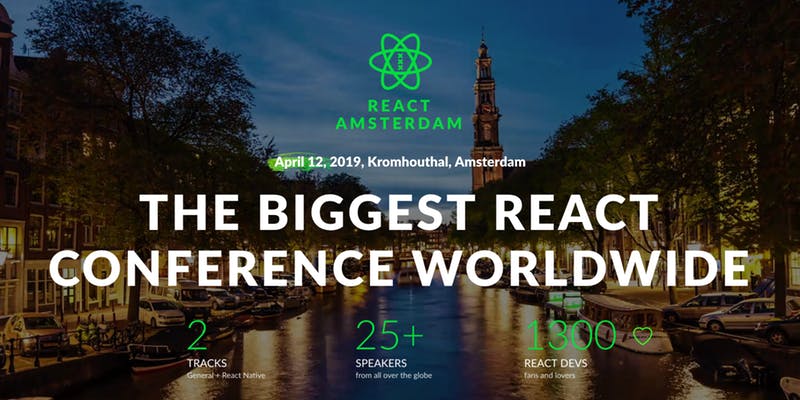 REACT
AMSTERDAM
April 12, 2019, Kromhouthal, Amsterdam
THE BIGGEST REACT
CONFERENCE WORLDWIDE
2
TRACKS
General + React Native
25+
SPEAKERS
from all over the globe
1300
REACT DEVS
fans and lovers